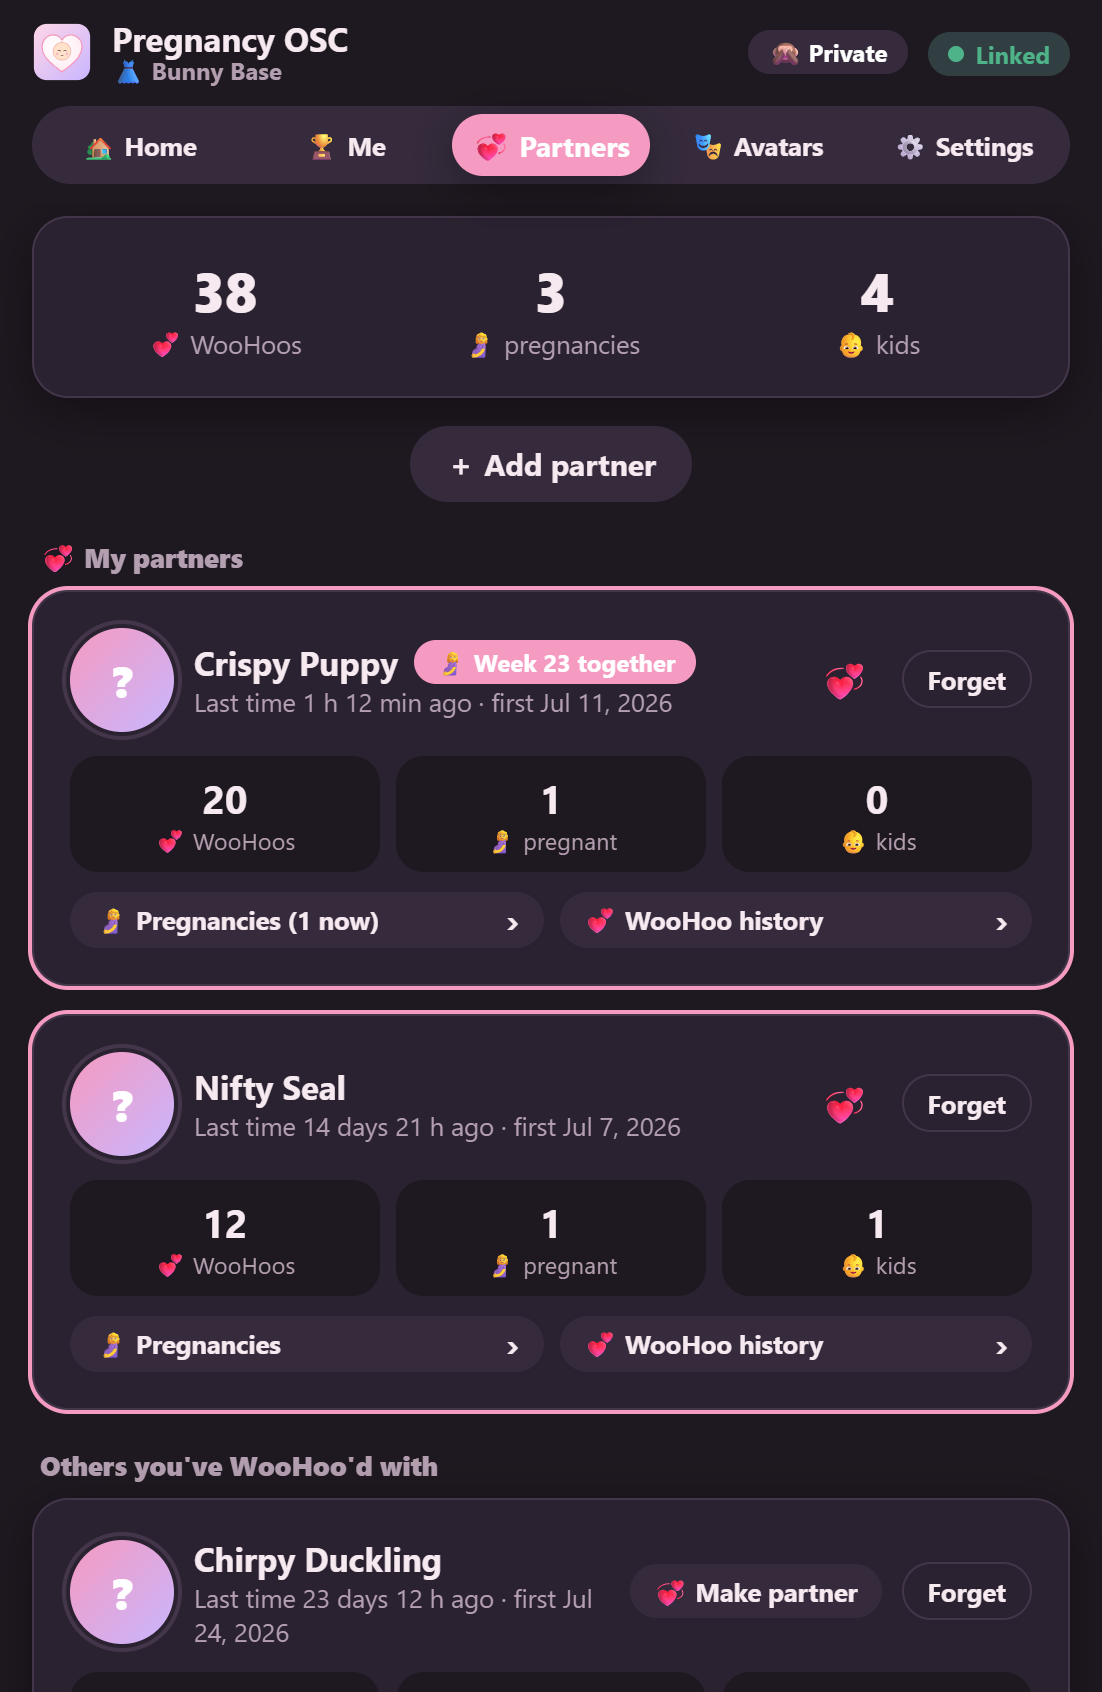 Pregnancy OSC
Bunny Base
Private
Linked
Home
Me
Partners
Avatars
Settings
38
WooHoos
3
pregnancies
4
kids
+ Add partner
My partners
?
Crispy Puppy
Week 23 together
Last time 1 h 12 min ago · first Jul 11, 2026
Forget
20
WooHoos
1
pregnant
0
kids
Pregnancies (1 now) ›
WooHoo history ›
?
Nifty Seal
Last time 14 days 21 h ago · first Jul 7, 2026
Forget
12
WooHoos
1
pregnant
1
kids
Pregnancies ›
WooHoo history ›
Others you've WooHoo'd with
?
Chirpy Duckling
Last time 23 days 12 h ago · first Jul
24, 2026
Make partner
Forget